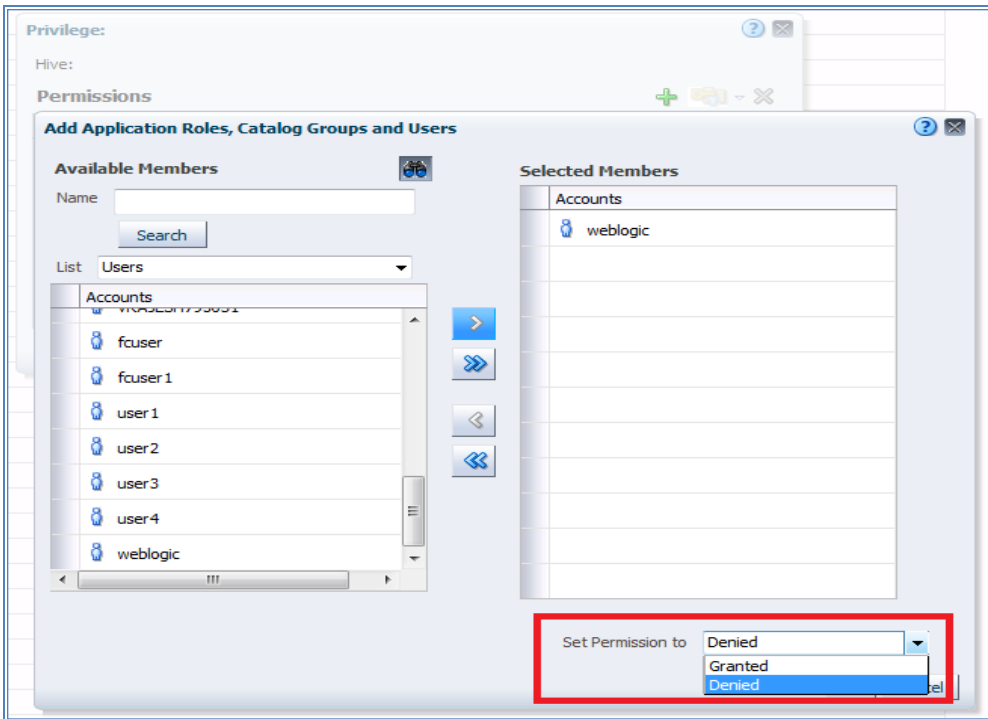 Privilege:
Hive:
Permissions
Add Application Roles, Catalog Groups and Users
Available Members
Name
Search
List Users
Accounts
fcuser
fcuser1
user1
user2
user3
user4
weblogic
Selected Members
Accounts
weblogic
Set Permission to Denied
Granted
Denied